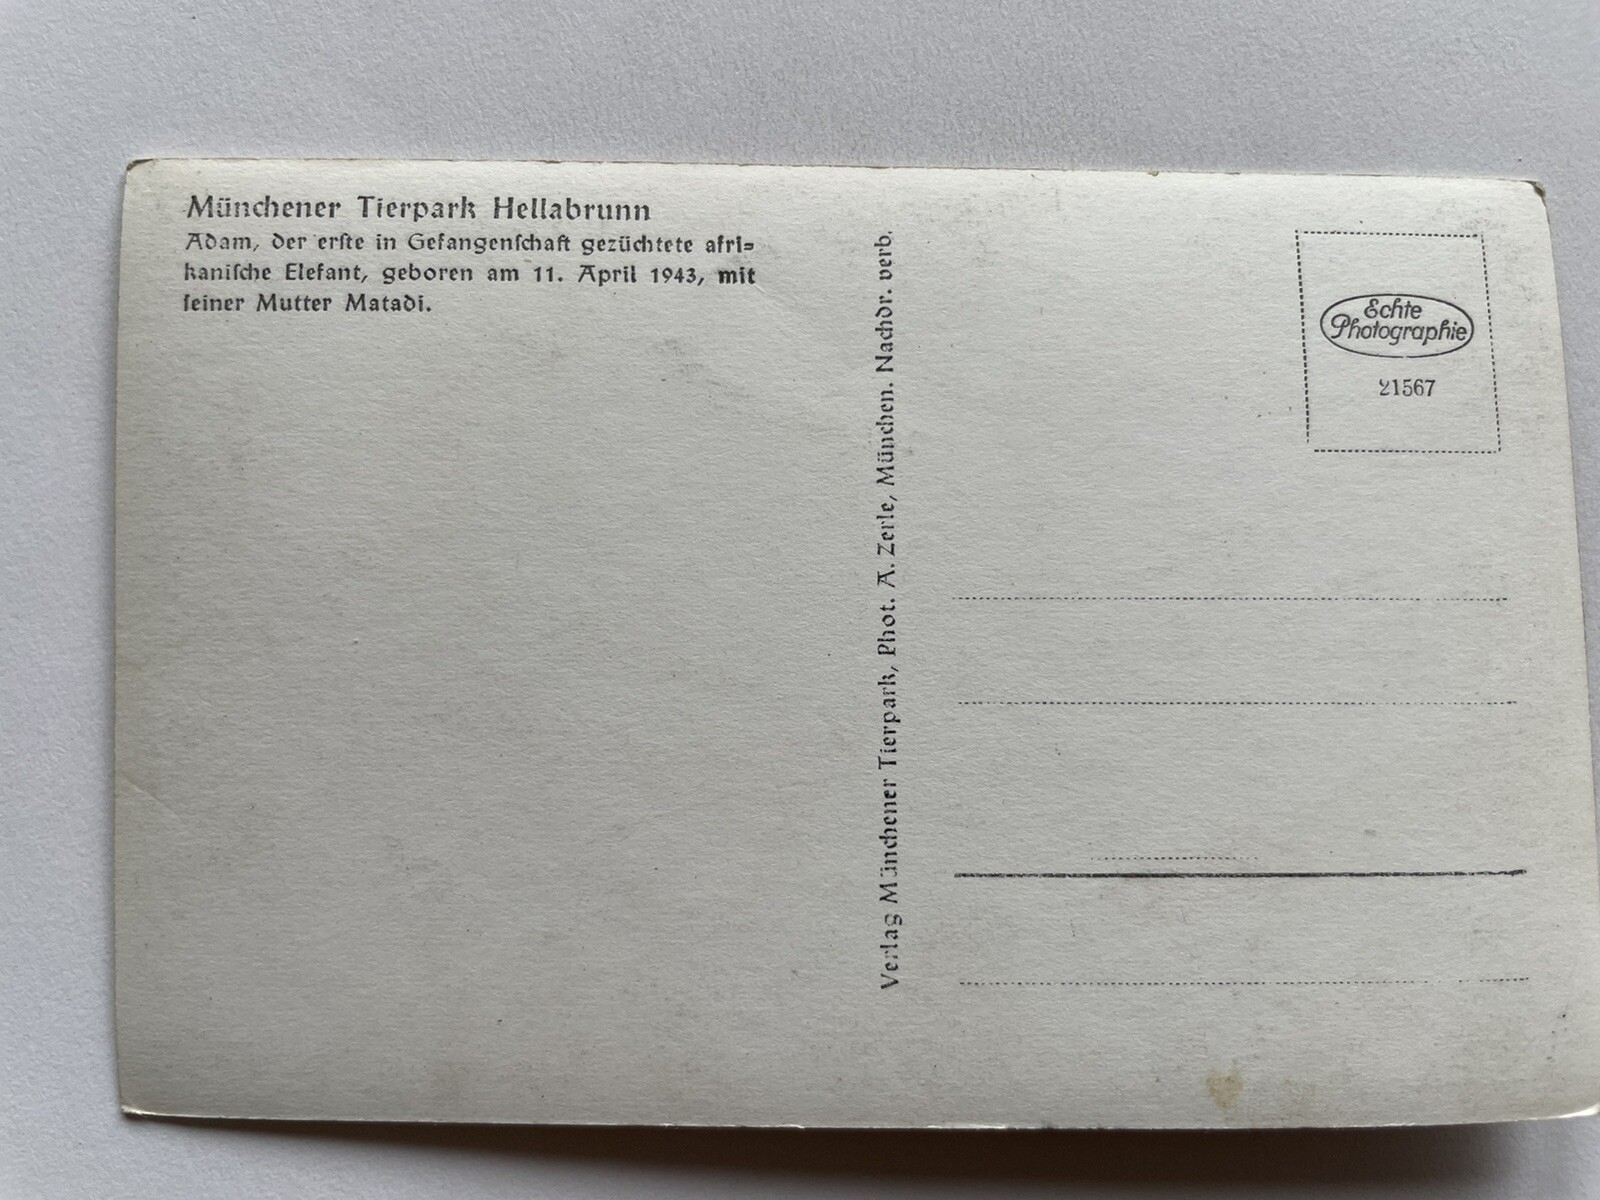 Münchener Tierpark Hellabrunn
Adam, der erſte in Gefangenſchaft gezüchtete afri=
kaniſche Elefant, geboren am 11. April 1943, mit
ſeiner Mutter Matadi.
Verlag Münchener Tierpark, Phot. A. Zerle, München. Nachdr. verb.
Echte
Photographie
21567